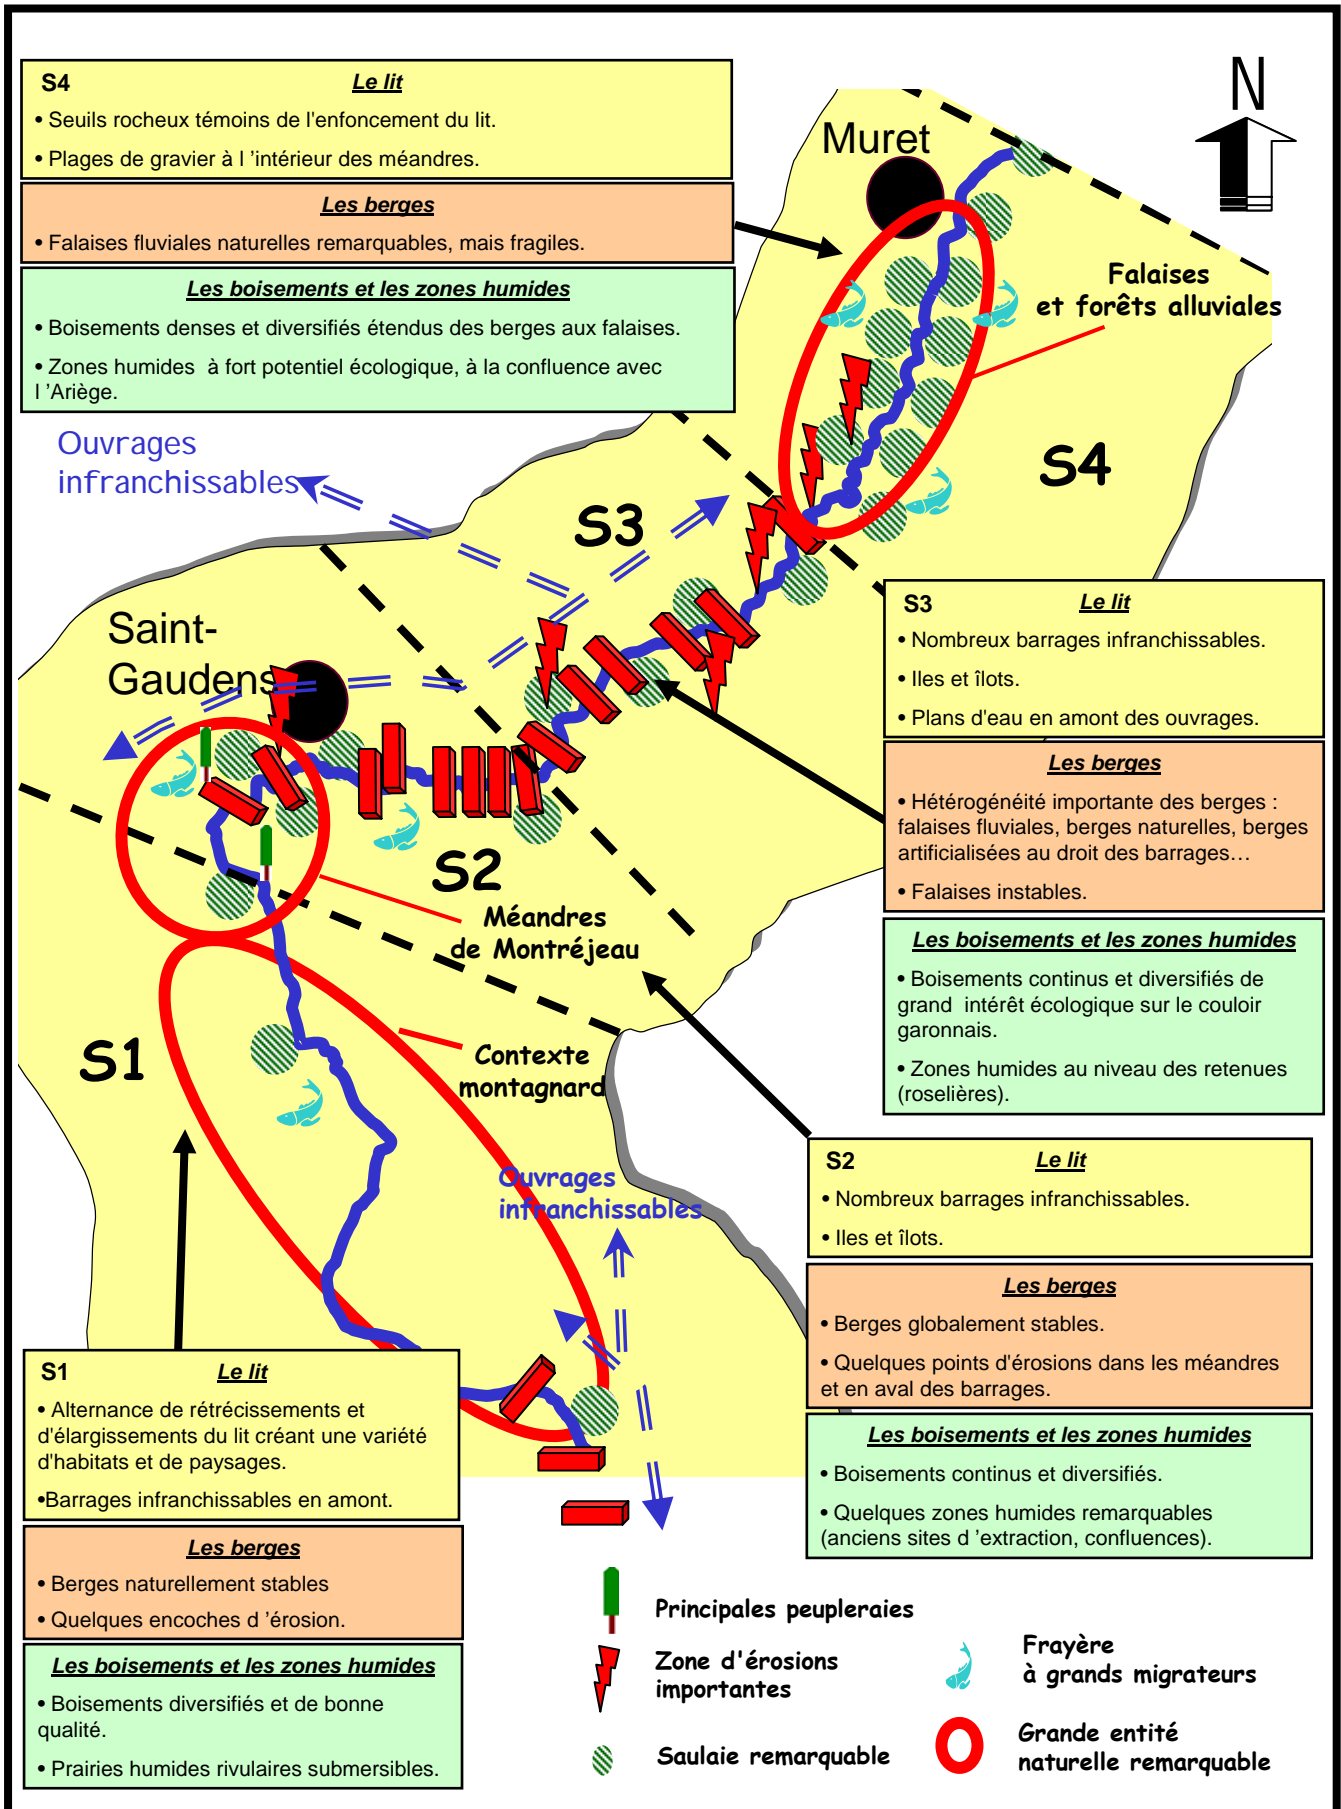 N
S4 Le lit
• Seuils rocheux témoins de l'enfoncement du lit.
• Plages de gravier à l 'intérieur des méandres.
Les berges
• Falaises fluviales naturelles remarquables, mais fragiles.
Les boisements et les zones humides
• Boisements denses et diversifiés étendus des berges aux falaises.
• Zones humides à fort potentiel écologique, à la confluence avec
l 'Ariège.
Muret
Falaises
et forêts alluviales
Ouvrages
infranchissables
S4
S3
Saint-
Gaudens
S3 Le lit
• Nombreux barrages infranchissables.
• Iles et îlots.
• Plans d'eau en amont des ouvrages.
Les berges
• Hétérogénéité importante des berges :
falaises fluviales, berges naturelles, berges
artificialisées au droit des barrages…
• Falaises instables.
Les boisements et les zones humides
• Boisements continus et diversifiés de
grand intérêt écologique sur le couloir
garonnais.
• Zones humides au niveau des retenues
(roselières).
S2
Méandres
de Montréjeau
S1
Contexte
montagnard
Ouvrages
infranchissables
S2 Le lit
• Nombreux barrages infranchissables.
• Iles et îlots.
Les berges
• Berges globalement stables.
• Quelques points d'érosions dans les méandres
et en aval des barrages.
Les boisements et les zones humides
• Boisements continus et diversifiés.
• Quelques zones humides remarquables
(anciens sites d 'extraction, confluences).
S1 Le lit
• Alternance de rétrécissements et
d'élargissements du lit créant une variété
d'habitats et de paysages.
•Barrages infranchissables en amont.
Les berges
• Berges naturellement stables
• Quelques encoches d 'érosion.
Les boisements et les zones humides
• Boisements diversifiés et de bonne
qualité.
• Prairies humides rivulaires submersibles.
Principales peupleraies
Zone d'érosions
importantes
Saulaie remarquable
Frayère
à grands migrateurs
Grande entité
naturelle remarquable